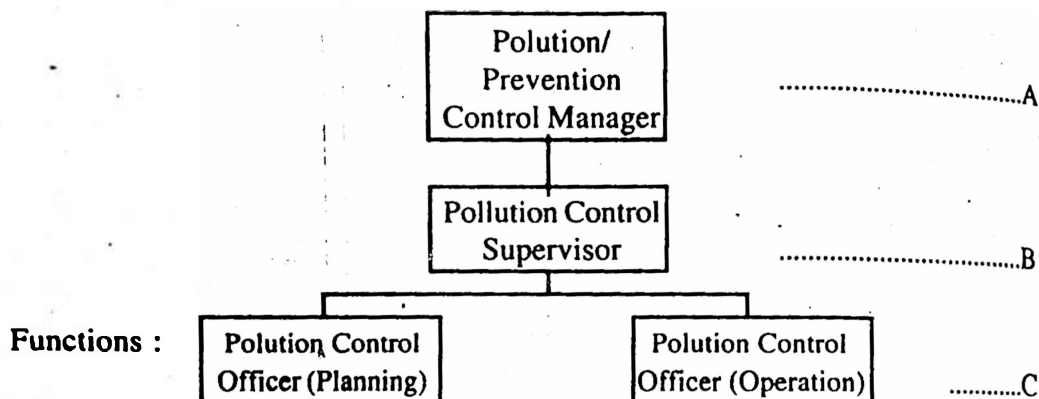 Polution/
Prevention
Control Manager
....................................A
Pollution Control
Supervisor
....................................B
Functions :
Polution Control
Officer (Planning)
Polution Control
Officer (Operation)
...........C